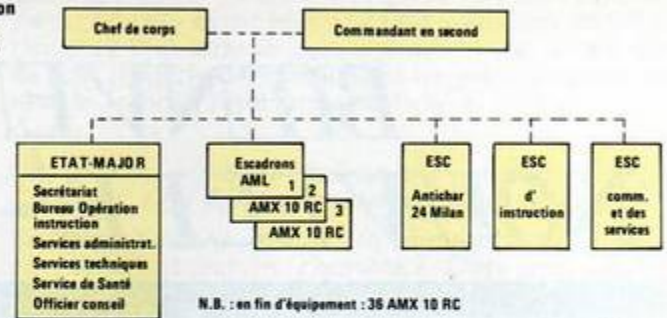 on
Chef de corps
Commandant en second
ETAT-MAJOR
Secrétariat
Bureau Opération
instruction
Services administrat.
Services techniques
Service de Santé
Officier conseil
Escadrons
AML 1
2
AMX 10 RC
3
AMX 10 RC
ESC
Antichar
24 Milan
ESC
d'
instruction
ESC
comm.
et des
services
N.B. : en fin d'équipement : 36 AMX 10 RC